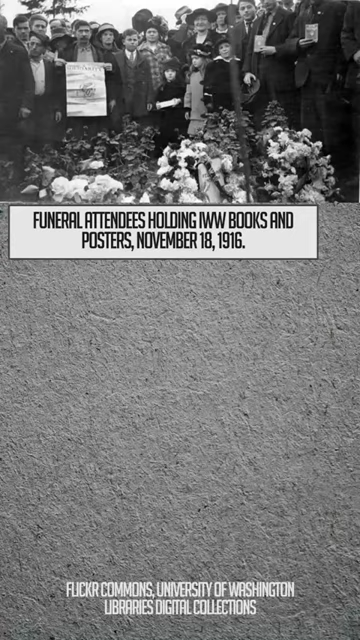 FUNERAL ATTENDEES HOLDING IWW BOOKS AND
POSTERS, NOVEMBER 18, 1916.
FLICKR COMMONS, UNIVERSITY OF WASHINGTON
LIBRARIES DIGITAL COLLECTIONS